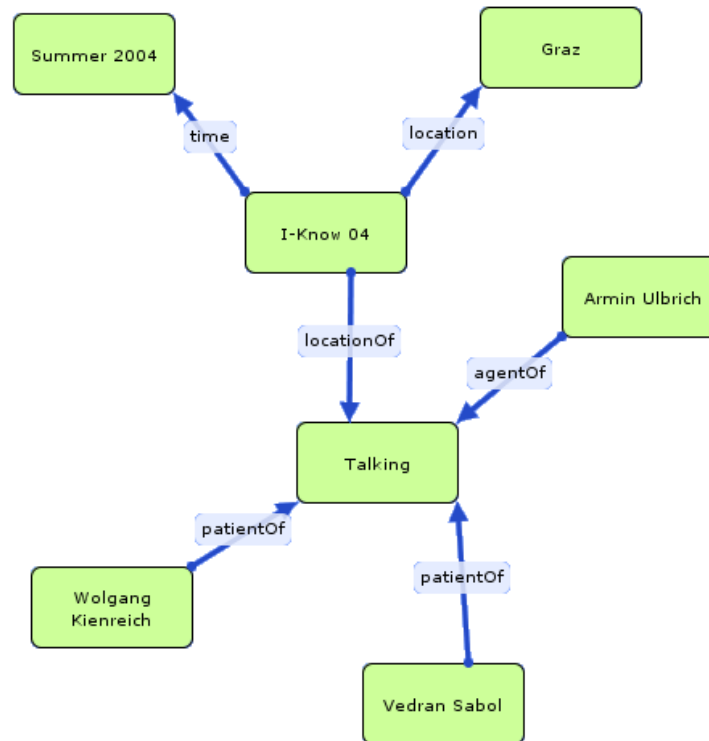 Summer 2004
Graz
time
location
I-Know 04
Armin Ulbrich
locationOf
agentOf
Talking
patientOf
Wolgang
Kienreich
patientOf
Vedran Sabol